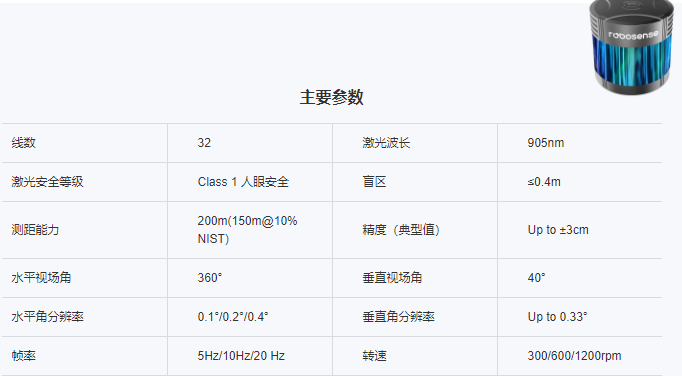 robosense
主要参数
线数 32 激光波长 905nm
激光安全等级 Class 1 人眼安全 盲区 ≤0.4m
测距能力 200m(150m@10% 精度（典型值） Up to ±3cm
NIST)
水平视场角 360° 垂直视场角 40°
水平角分辨率 0.1°/0.2°/0.4° 垂直角分辨率 Up to 0.33°
帧率 5Hz/10Hz/20 Hz 转速 300/600/1200rpm